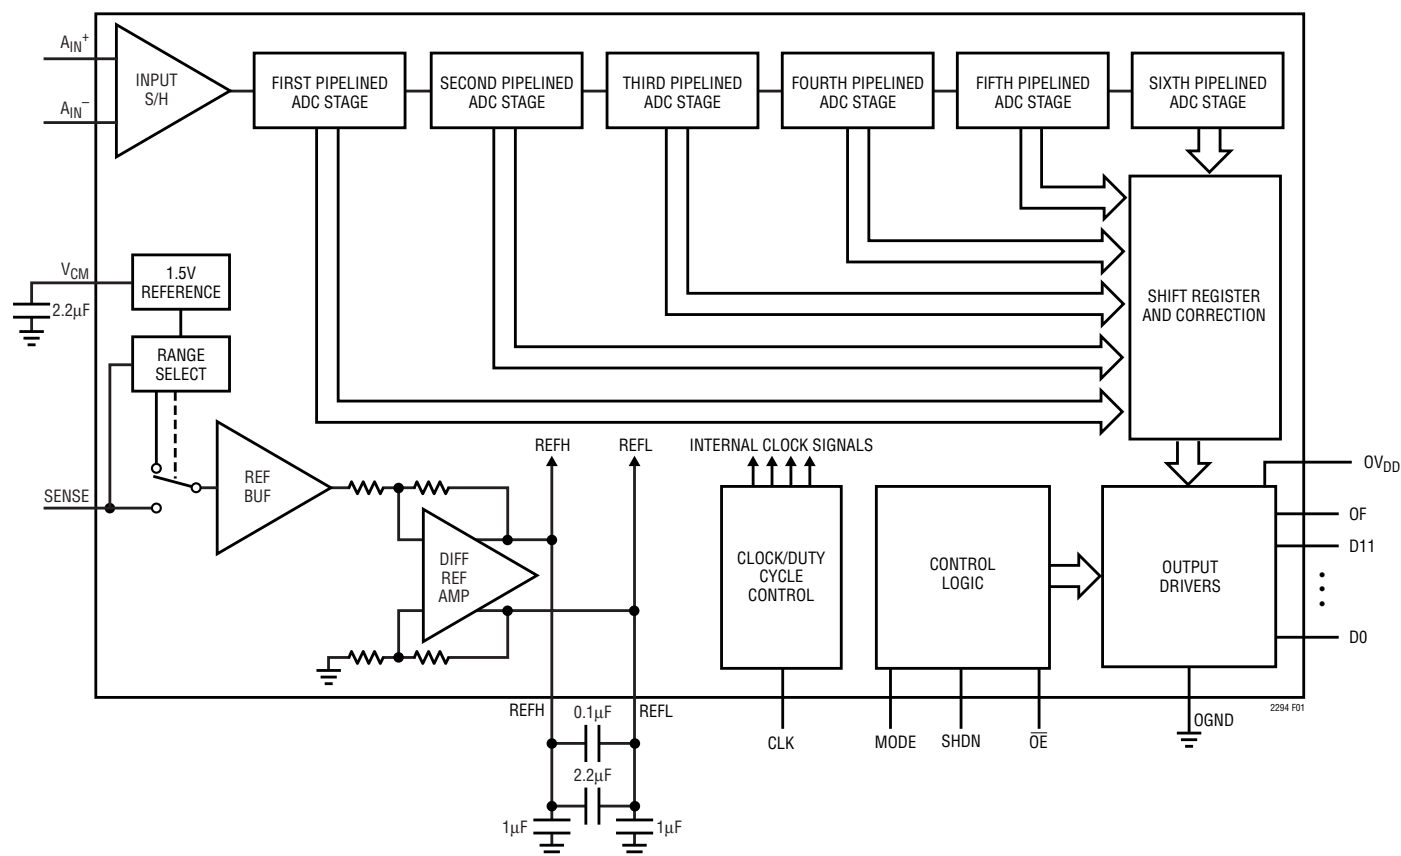 AIN+
AIN–
INPUT
S/H
FIRST PIPELINED
ADC STAGE
SECOND PIPELINED
ADC STAGE
THIRD PIPELINED
ADC STAGE
FOURTH PIPELINED
ADC STAGE
FIFTH PIPELINED
ADC STAGE
SIXTH PIPELINED
ADC STAGE
VCM
2.2µF
1.5V
REFERENCE
RANGE
SELECT
SHIFT REGISTER
AND CORRECTION
SENSE
REF
BUF
DIFF
REF
AMP
REFH
REFL
INTERNAL CLOCK SIGNALS
CLOCK/DUTY
CYCLE
CONTROL
CONTROL
LOGIC
OUTPUT
DRIVERS
OVDD
OF
D11
D0
REFH
0.1µF
REFL
2.2µF
1µF
1µF
CLK
MODE
SHDN
O̅E̅
OGND
2294 F01